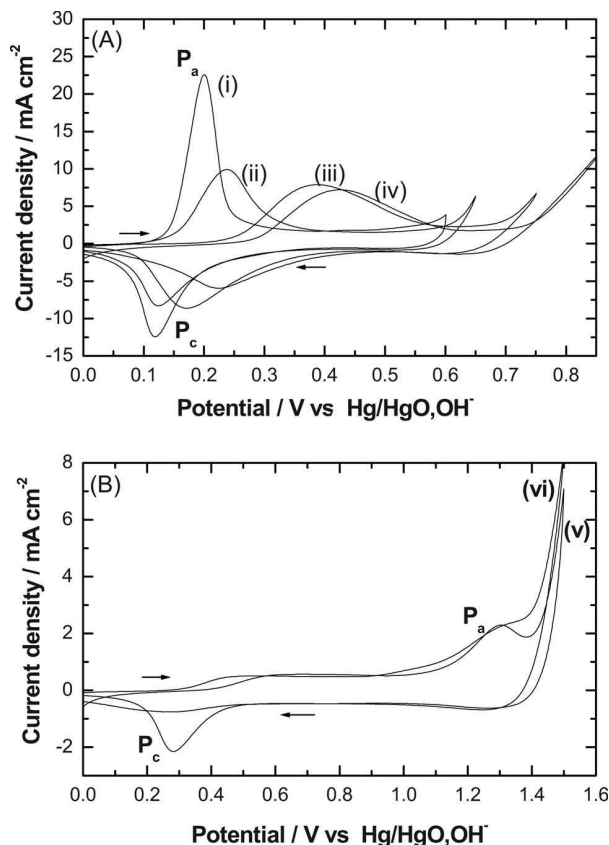 (A)
30
25
20
15
10
5
0
-5
-10
-15
Current density / mA cm⁻²
Pa
(i)
(ii)
(iii)
(iv)
Pc
0.0 0.1 0.2 0.3 0.4 0.5 0.6 0.7 0.8
Potential / V vs Hg/HgO,OH⁻
(B)
8
6
4
2
0
-2
Current density / mA cm⁻²
(vi)
(v)
Pa
Pc
0.0 0.2 0.4 0.6 0.8 1.0 1.2 1.4 1.6
Potential / V vs Hg/HgO,OH⁻